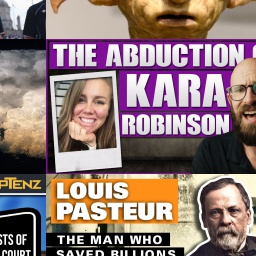 THE ABDUCTION O
KARA
ROBINSON
PTENZ
LOUIS
PASTEUR
THE MAN WHO
SAVED BILLIONS
STS OF
COURT